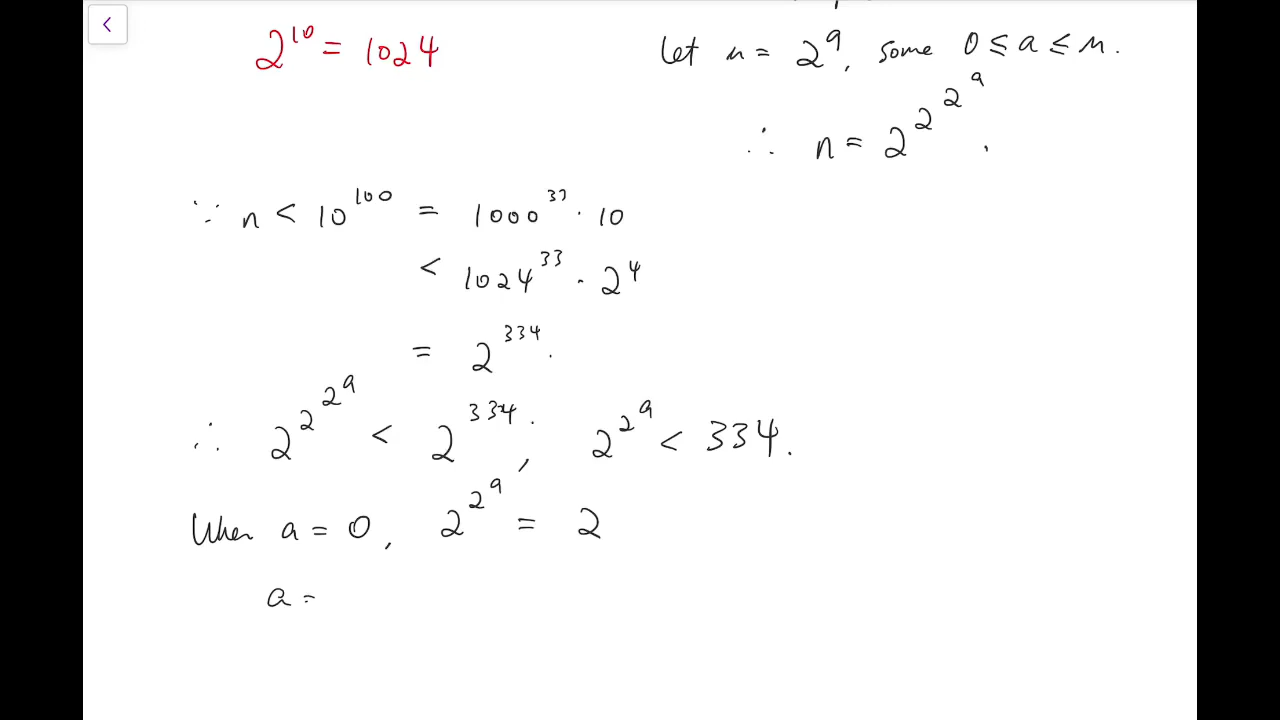 2^10 = 1024
Let m = 2^a, some 0 ≤ a ≤ m.
∴ n = 2^2^2^a.
∵ n < 10^100 = 1000^33 · 10
< 1024^33 · 2^4
= 2^334.
∴ 2^2^2^a < 2^334, 2^2^a < 334.
When a = 0, 2^2^a = 2
a =